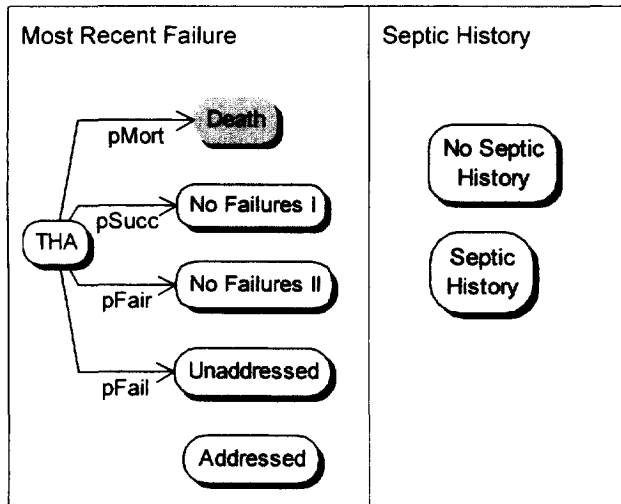 Most Recent Failure
Death
pMort
No Failures I
pSucc
THA
No Failures II
pFair
Unaddressed
pFail
Addressed
Septic History
No Septic
History
Septic
History